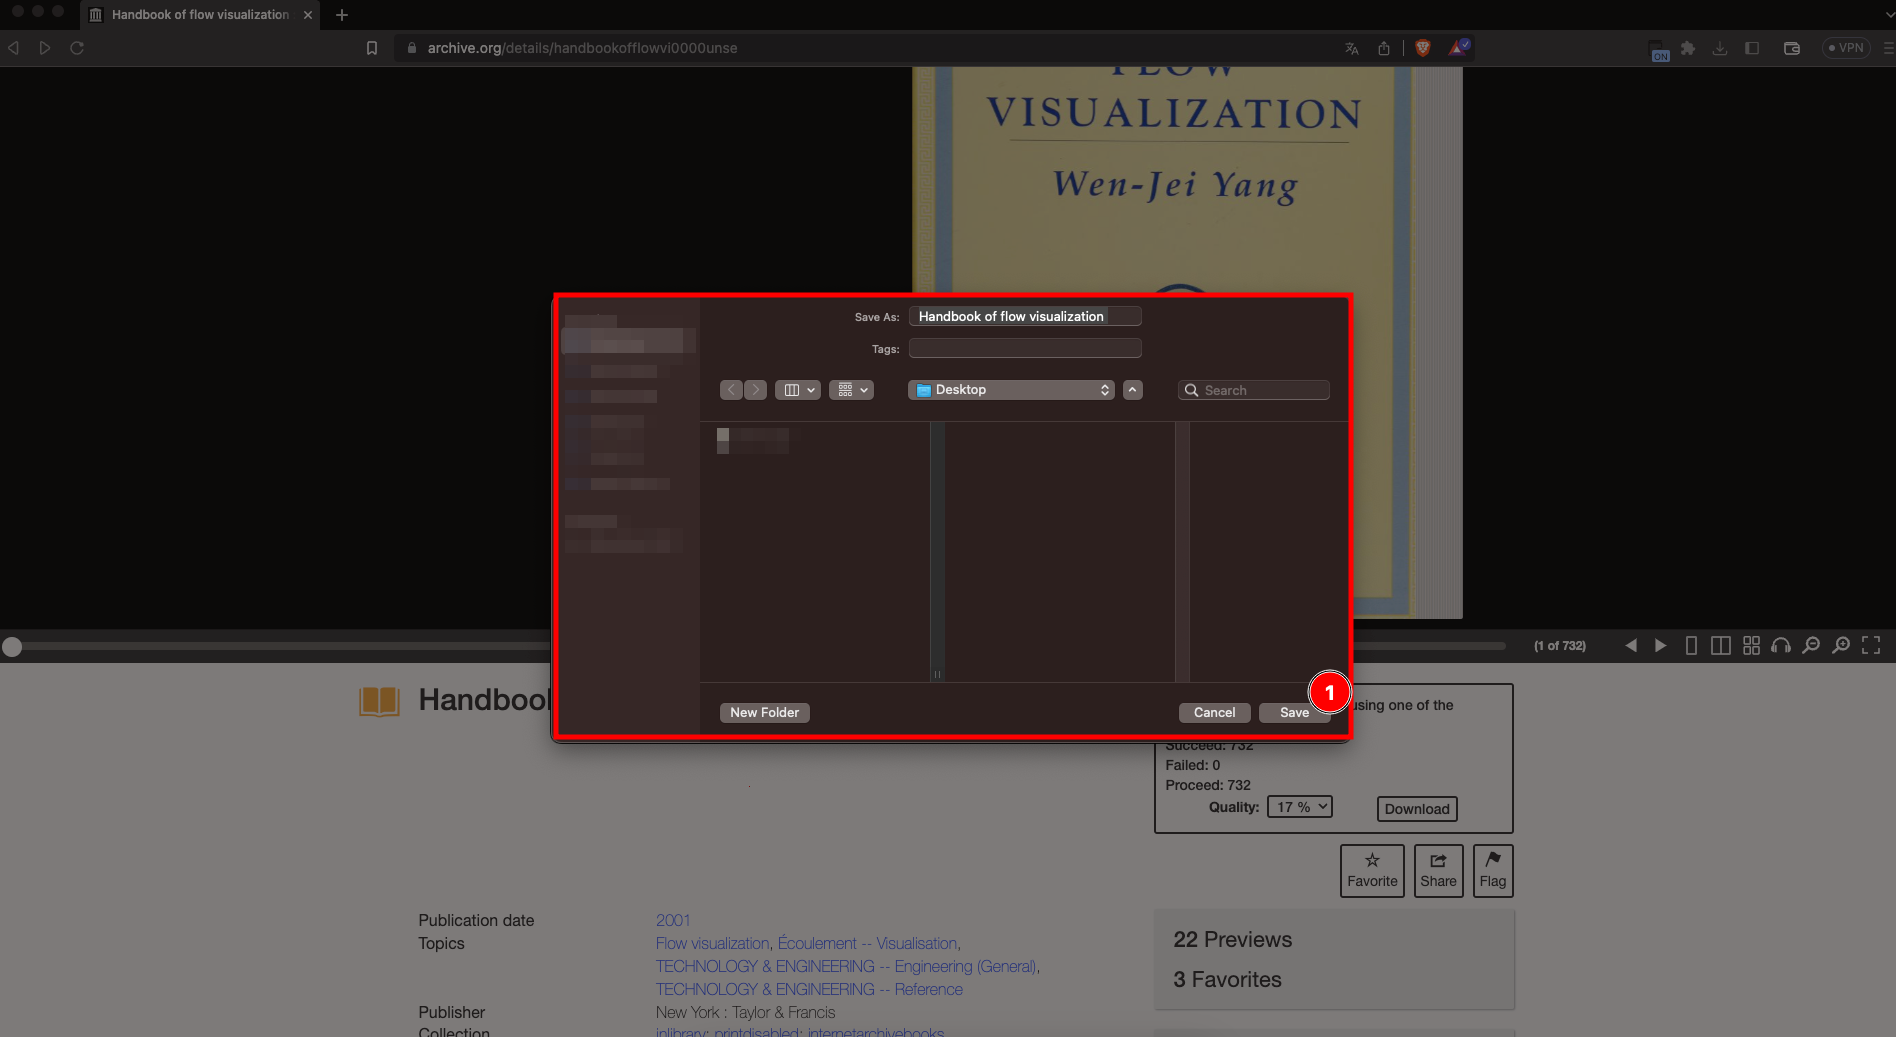 Handbook of flow visualization
archive.org/details/handbookofflowvi0000unse
ON
VPN
FLOW
VISUALIZATION
Wen-Jei Yang
Save As: Handbook of flow visualization
Tags:
Desktop
Search
New Folder
Cancel
Save
1
(1 of 732)
Handboo
using one of the
Succeed: 732
Failed: 0
Proceed: 732
Quality: 17 %
Download
Favorite
Share
Flag
Publication date 2001
Topics Flow visualization, Écoulement -- Visualisation,
TECHNOLOGY & ENGINEERING -- Engineering (General),
TECHNOLOGY & ENGINEERING -- Reference
Publisher New York : Taylor & Francis
Collection inlibrary; printdisabled; internetarchivebooks
22 Previews
3 Favorites